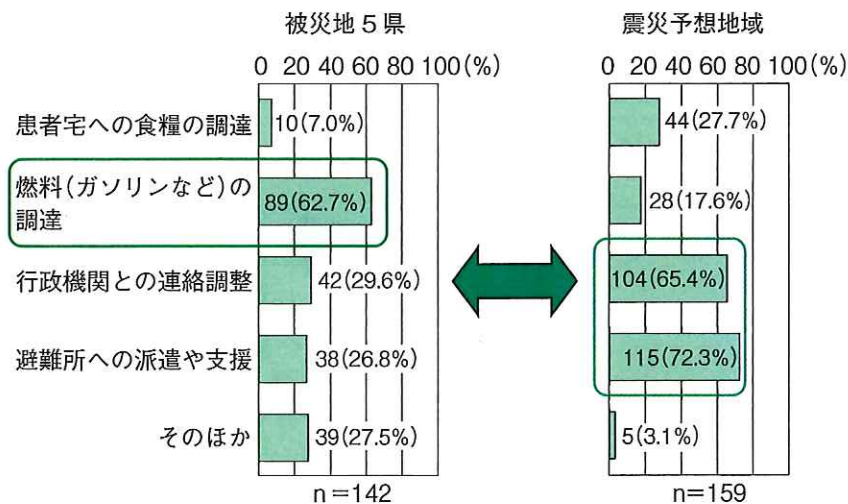 被災地5県 震災予想地域
0 20 40 60 80 100(%) 0 20 40 60 80 100(%)
患者宅への食糧の調達 10(7.0%) 44(27.7%)
燃料(ガソリンなど)の
調達 89(62.7%) 28(17.6%)
行政機関との連絡調整 42(29.6%) 104(65.4%)
避難所への派遣や支援 38(26.8%) 115(72.3%)
そのほか 39(27.5%) 5(3.1%)
n=142 n=159